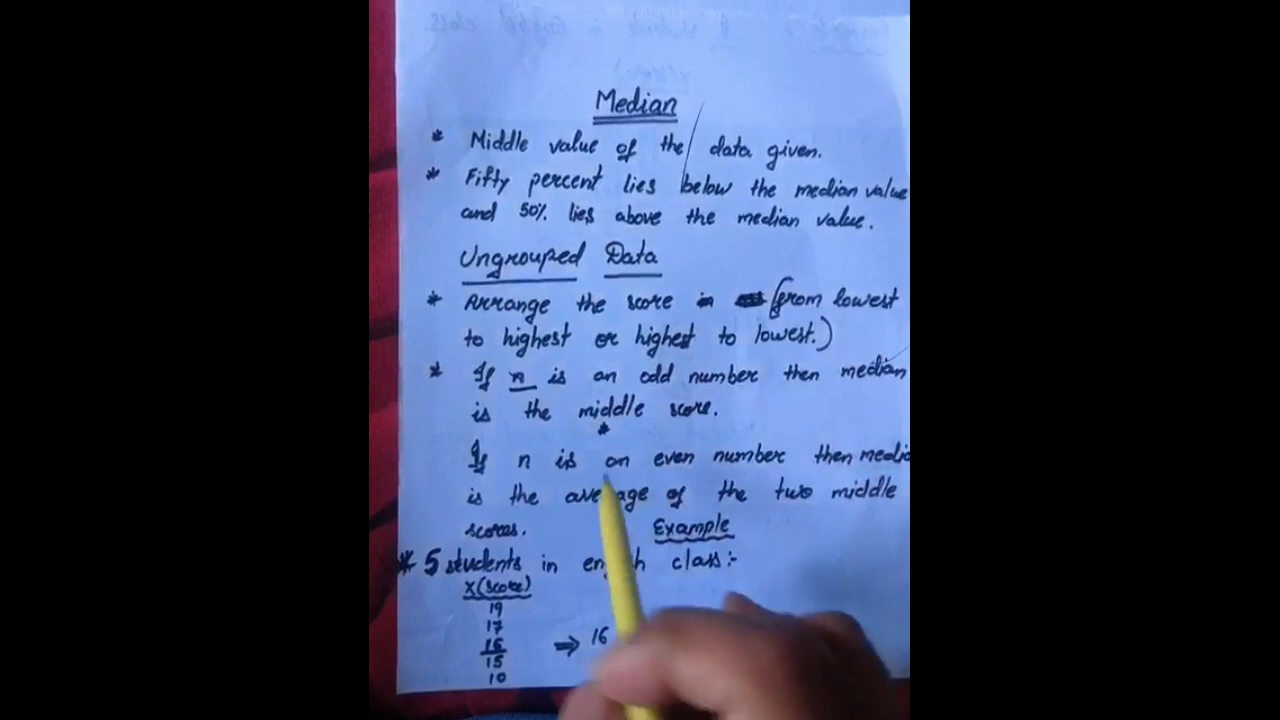 Median
* Middle value of the data given.
* Fifty percent lies below the median value
and 50% lies above the median value.
Ungrouped Data
* Arrange the score in (from lowest
to highest or highest to lowest.)
* If n is an odd number then median
is the middle score.
*
If n is an even number then media
is the average of the two middle
scores.
Example
* 5 students in english class:-
X(score)
19
17
16
15
10
⇒ 16